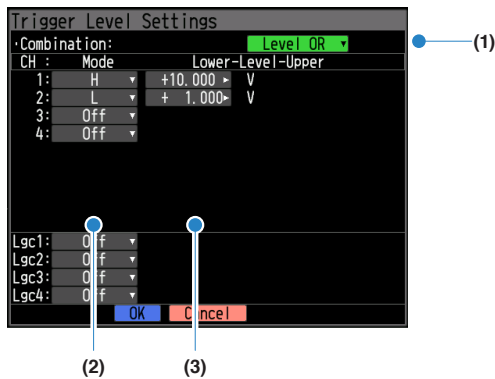 Trigger Level Settings
·Combination: Level OR ▼ (1)
CH : Mode Lower-Level-Upper
1: H ▼ +10.000 ► V
2: L ▼ + 1.000► V
3: Off ▼
4: Off ▼
Lgc1: Off ▼
Lgc2: Off ▼
Lgc3: Off ▼
Lgc4: Off ▼
OK Cancel
(2) (3)